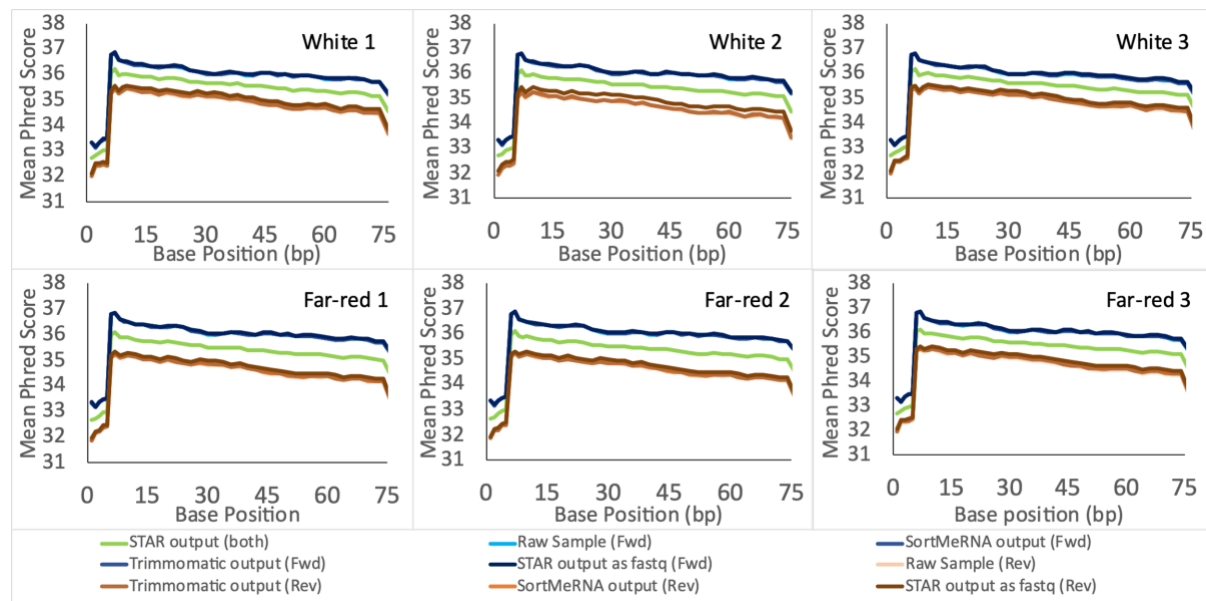 38
37
36
35
34
33
32
31
Mean Phred Score
White 1
0 15 30 45 60 75
Base Position (bp)
38
37
36
35
34
33
32
31
Mean Phred Score
White 2
0 15 30 45 60 75
Base Position (bp)
38
37
36
35
34
33
32
31
Mean Phred Score
White 3
0 15 30 45 60 75
Base Position (bp)
38
37
36
35
34
33
32
31
Mean Phred Score
Far-red 1
0 15 30 45 60 75
Base Position
38
37
36
35
34
33
32
31
Mean Phred Score
Far-red 2
0 15 30 45 60 75
Base Position (bp)
38
37
36
35
34
33
32
31
Mean Phred Score
Far-red 3
0 15 30 45 60 75
Base position (bp)
STAR output (both) Raw Sample (Fwd) SortMeRNA output (Fwd)
Trimmomatic output (Fwd) STAR output as fastq (Fwd) Raw Sample (Rev)
Trimmomatic output (Rev) SortMeRNA output (Rev) STAR output as fastq (Rev)